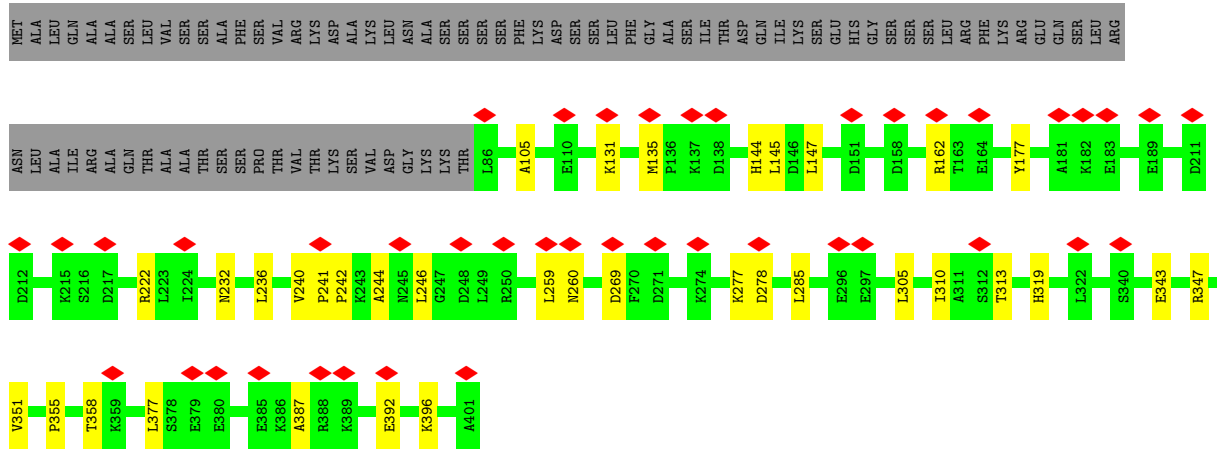 MET ALA LEU GLN ALA ALA SER LEU VAL SER SER ALA PHE SER VAL ARG LYS ASP ALA LYS LEU ASN ALA SER SER SER SER PHE LYS ASP SER SER LEU PHE GLY ALA SER ILE THR ASP GLN ILE LYS SER GLU HIS GLY SER SER SER LEU ARG PHE LYS ARG GLU GLN SER LEU ARG
ASN LEU ALA ILE ARG ALA GLN THR ALA ALA THR SER SER PRO THR VAL THR LYS SER VAL ASP GLY LYS LYS THR L86 A105 E110 K131 M135 P136 K137 D138 H144 L145 D146 L147 D151 D158 R162 T163 E164 Y177 A181 K182 E183 E189 D211
D212 K215 S216 D217 R222 L223 I224 N232 L236 V240 P241 P242 K243 A244 N245 L246 G247 D248 L249 R250 L259 N260 D269 F270 D271 K274 K277 D278 L285 E296 E297 L305 I310 A311 S312 T313 H319 L322 S340 E343 R347
V351 P355 T358 K359 L377 S378 E379 E380 E385 K386 A387 R388 K389 E392 K396 A401